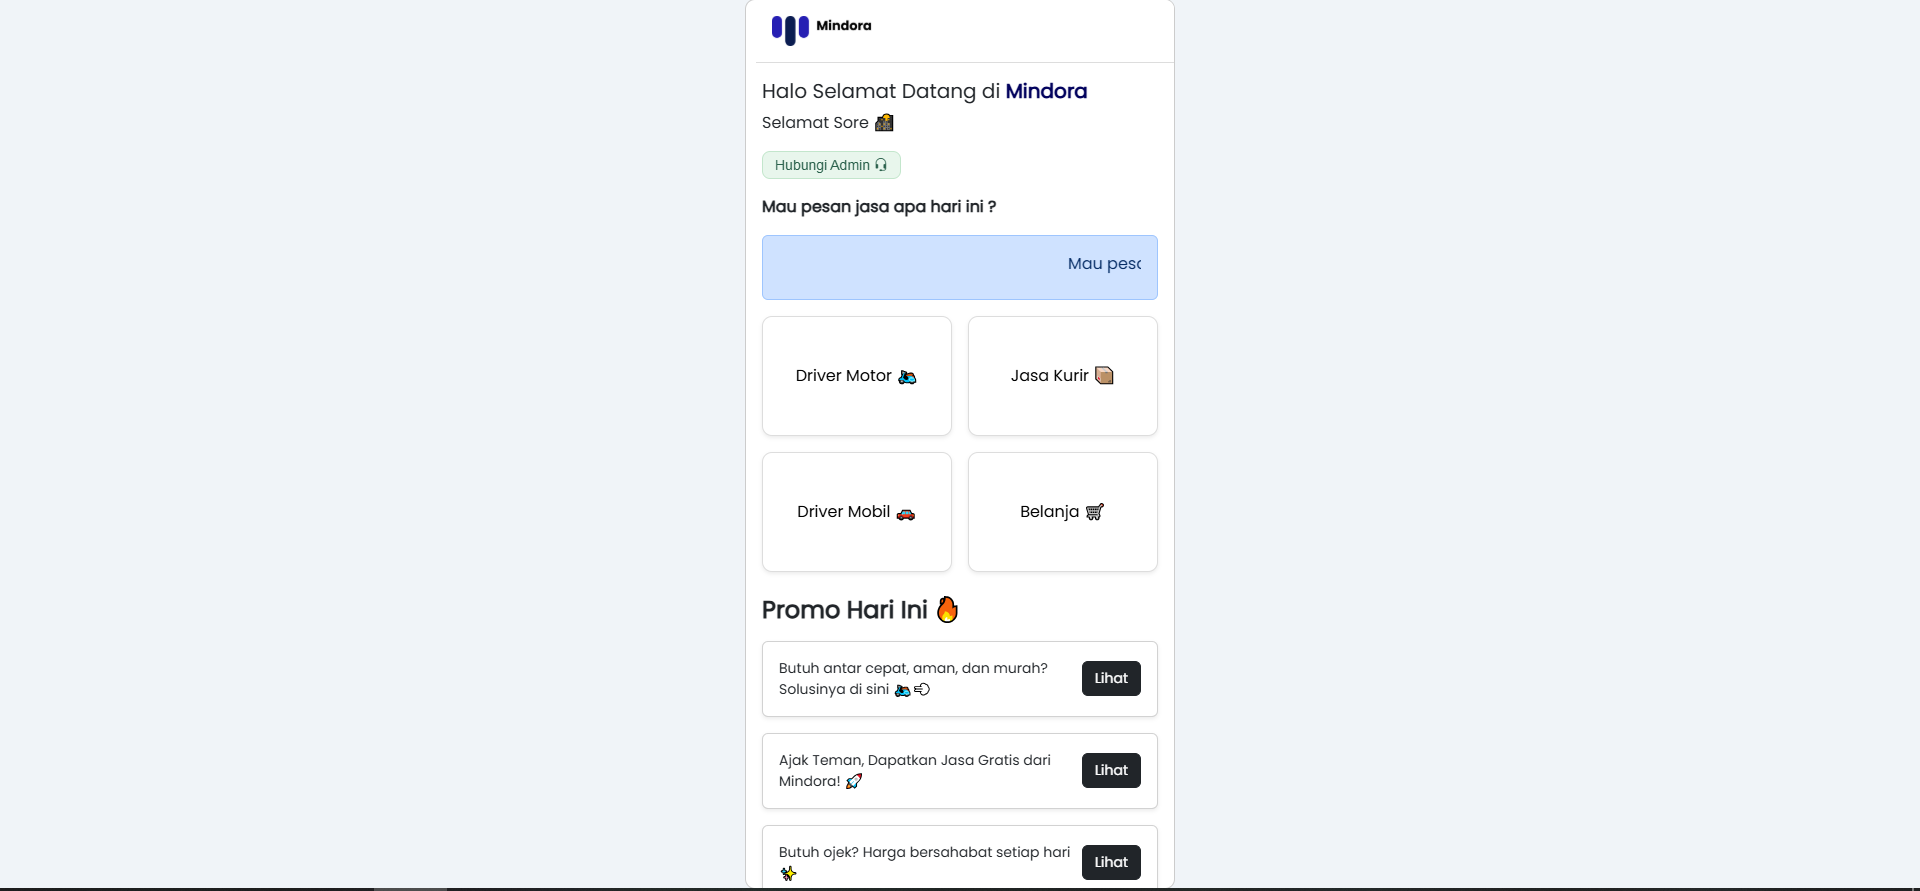 Mindora
Halo Selamat Datang di Mindora
Selamat Sore 🌇
Hubungi Admin
Mau pesan jasa apa hari ini ?
Mau pesa
Driver Motor 🛵
Jasa Kurir 📦
Driver Mobil 🚗
Belanja 🛒
Promo Hari Ini 🔥
Butuh antar cepat, aman, dan murah?
Solusinya di sini 🛵💨
Lihat
Ajak Teman, Dapatkan Jasa Gratis dari
Mindora! 🚀
Lihat
Butuh ojek? Harga bersahabat setiap hari
✨
Lihat